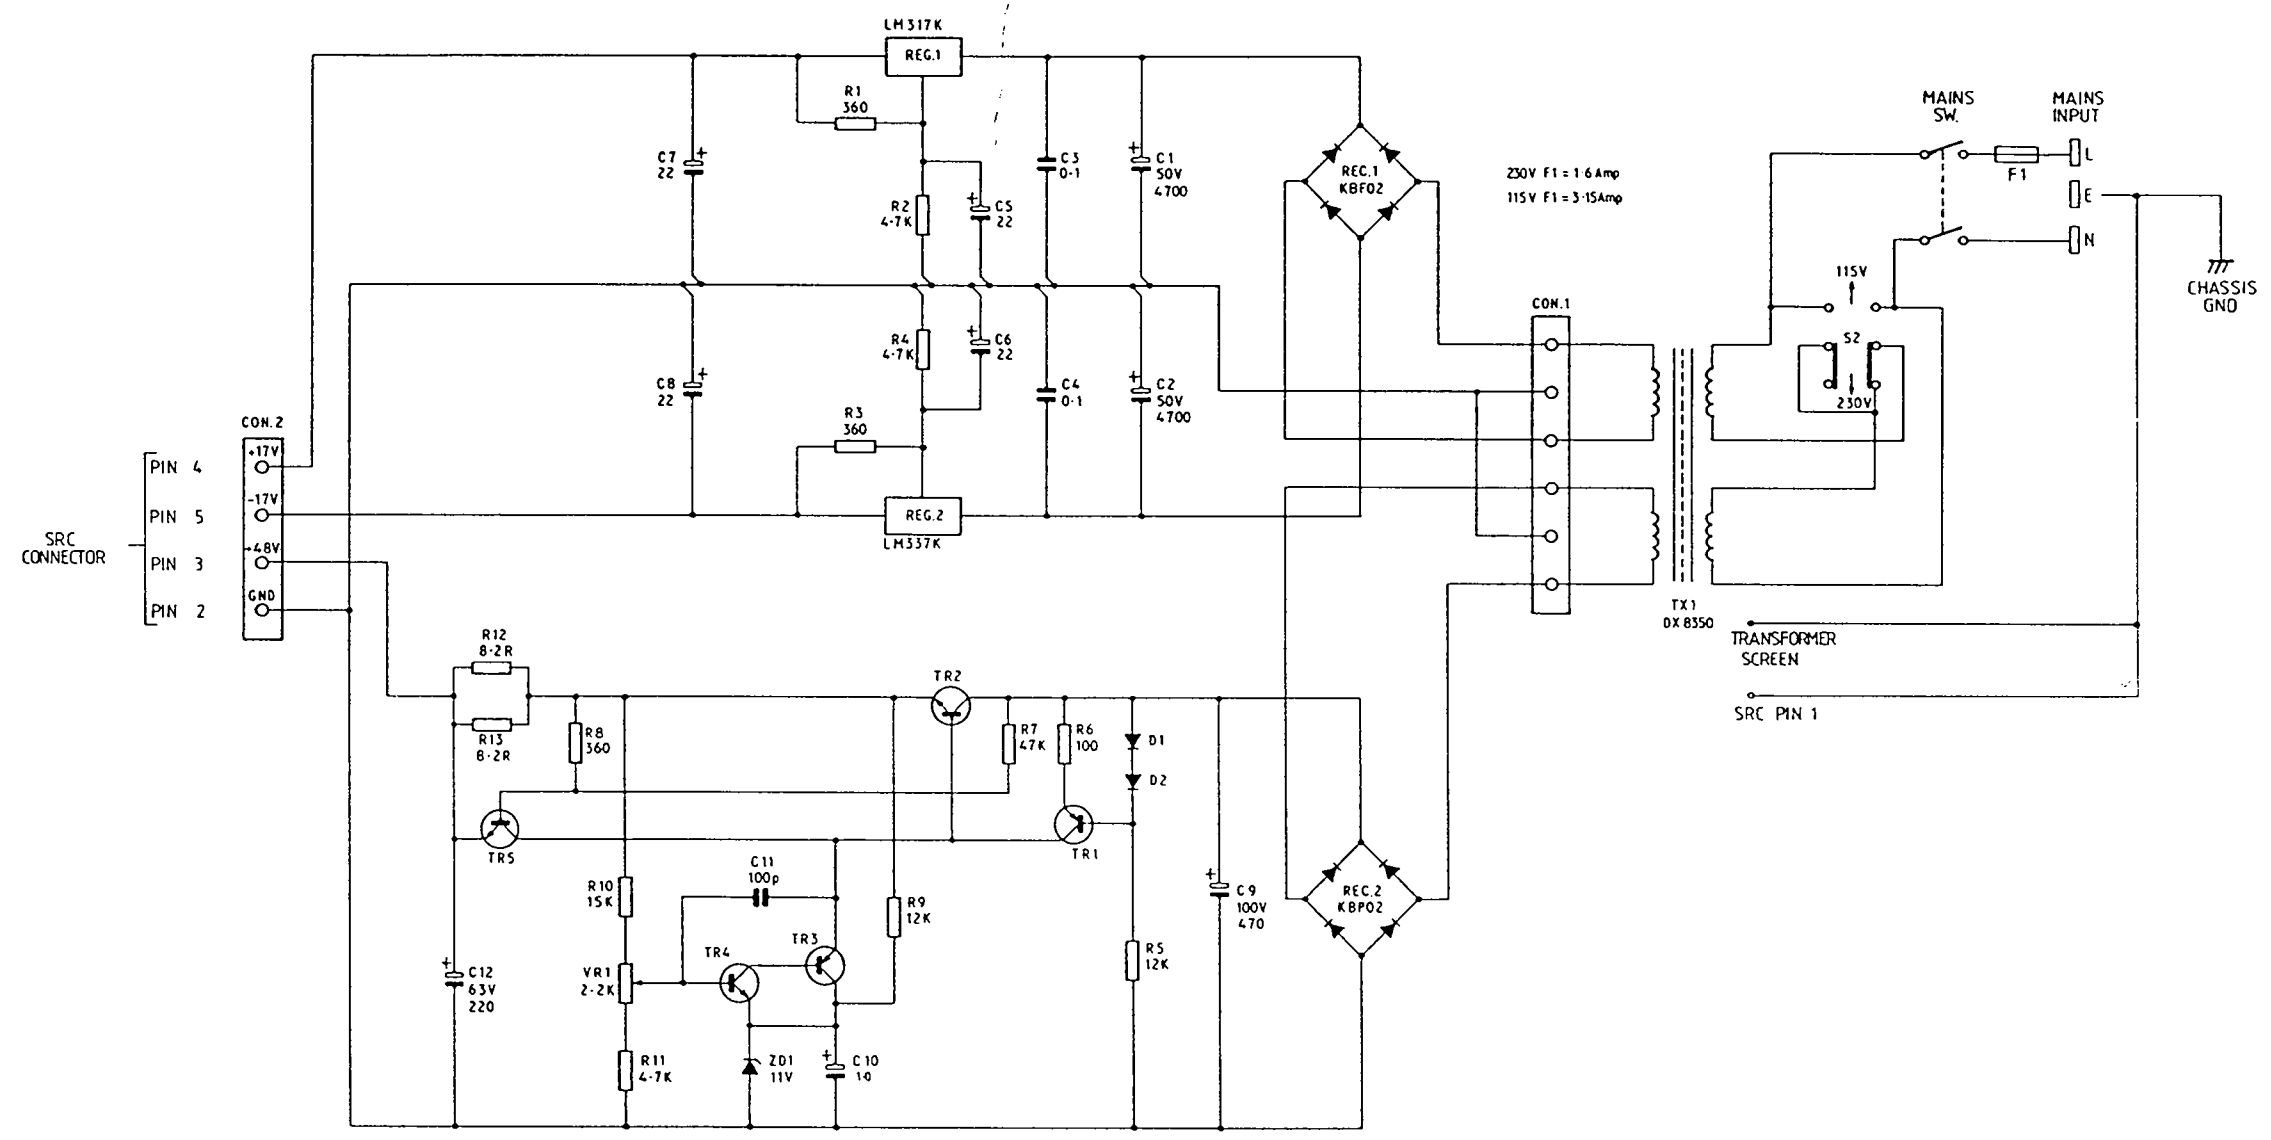 LM317K
REG.1
R1
360
C7
22
R2
4·7K
C5
22
C3
0·1
C1
50V
4700
REC.1
KBF02
230V F1 = 1·6Amp
115V F1 = 3·15Amp
MAINS
SW.
MAINS
INPUT
L
F1
E
N
CHASSIS
GND
115V
S2
230V
CON.1
R4
4·7K
C6
22
C4
0·1
C2
50V
4700
C8
22
R3
360
REG.2
LM337K
CON.2
+17V
-17V
+48V
GND
PIN 4
PIN 5
PIN 3
PIN 2
SRC
CONNECTOR
TX1
DX8350
TRANSFORMER
SCREEN
SRC PIN 1
R12
8·2R
R13
8·2R
R8
360
TR2
R7
47K
R6
100
D1
D2
TR5
TR1
C11
100p
R10
15K
R9
12K
C9
100V
470
REC.2
KBP02
TR4
TR3
VR1
2·2K
R5
12K
C12
63V
220
R11
4·7K
ZD1
11V
C10
10